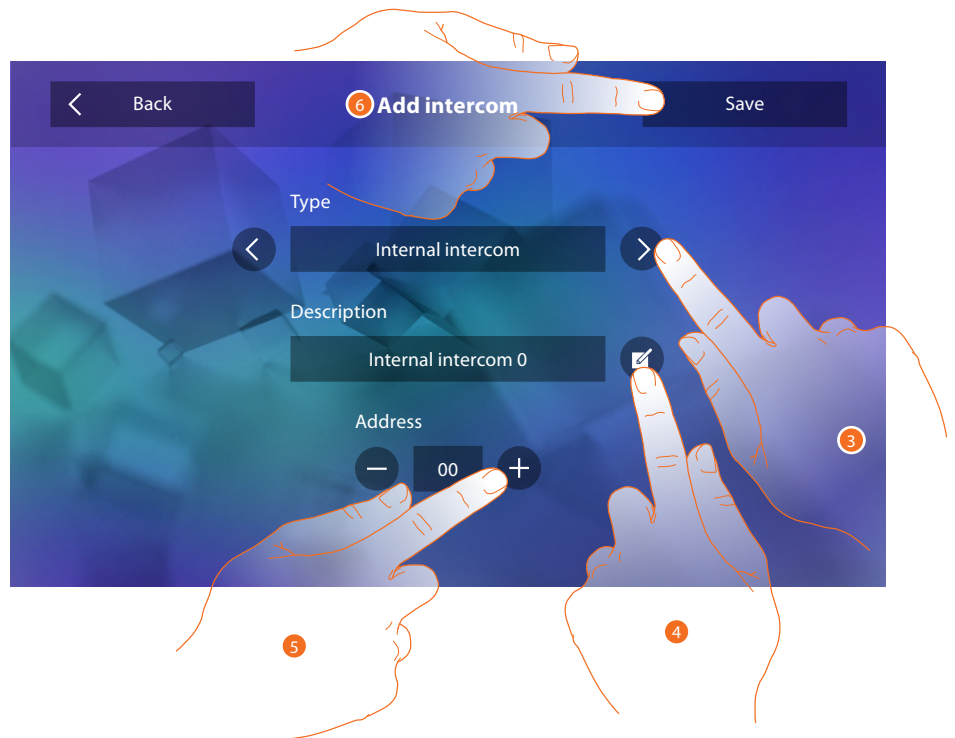 Back
6 Add intercom
Save
Type
Internal intercom
Description
Internal intercom 0
Address
00
3
4
5